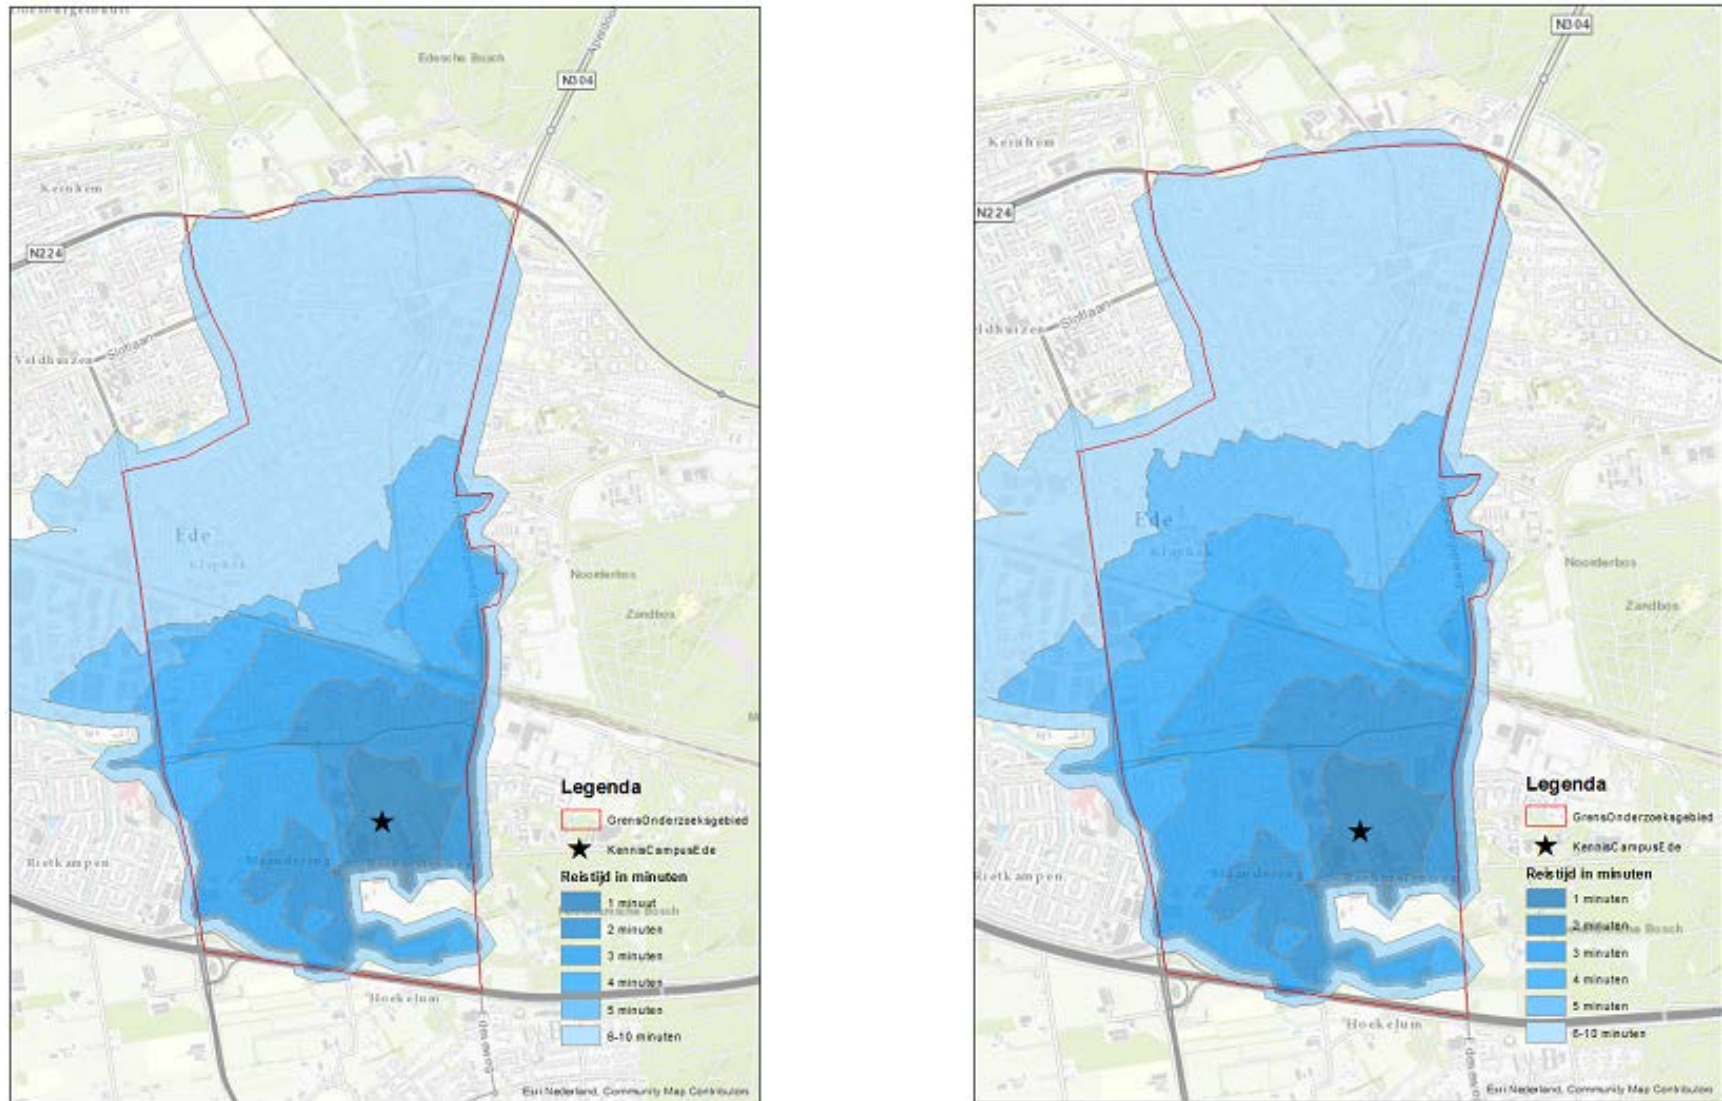 Edesche Bosch
N304
Kernhem
N224
Slotlaan
Veldhuizen
Ede
Noorderbos
Zandbos
Rietkampen
Maandereng
Hoekelum
Legenda
GrensOnderzoeksgebied
KennisCampusEde
Reistijd in minuten
1 minuut
2 minuten
3 minuten
4 minuten
5 minuten
6-10 minuten
Esri Nederland, Community Map Contributors
N304
Kernhem
N224
Slotlaan
Ede
Noorderbos
Zandbos
Rietkampen
Maandereng
Hoekelum
Legenda
GrensOnderzoeksgebied
KennisCampusEde
Reistijd in minuten
1 minuten
2 minuten
3 minuten
4 minuten
5 minuten
6-10 minuten
Esri Nederland, Community Map Contributors